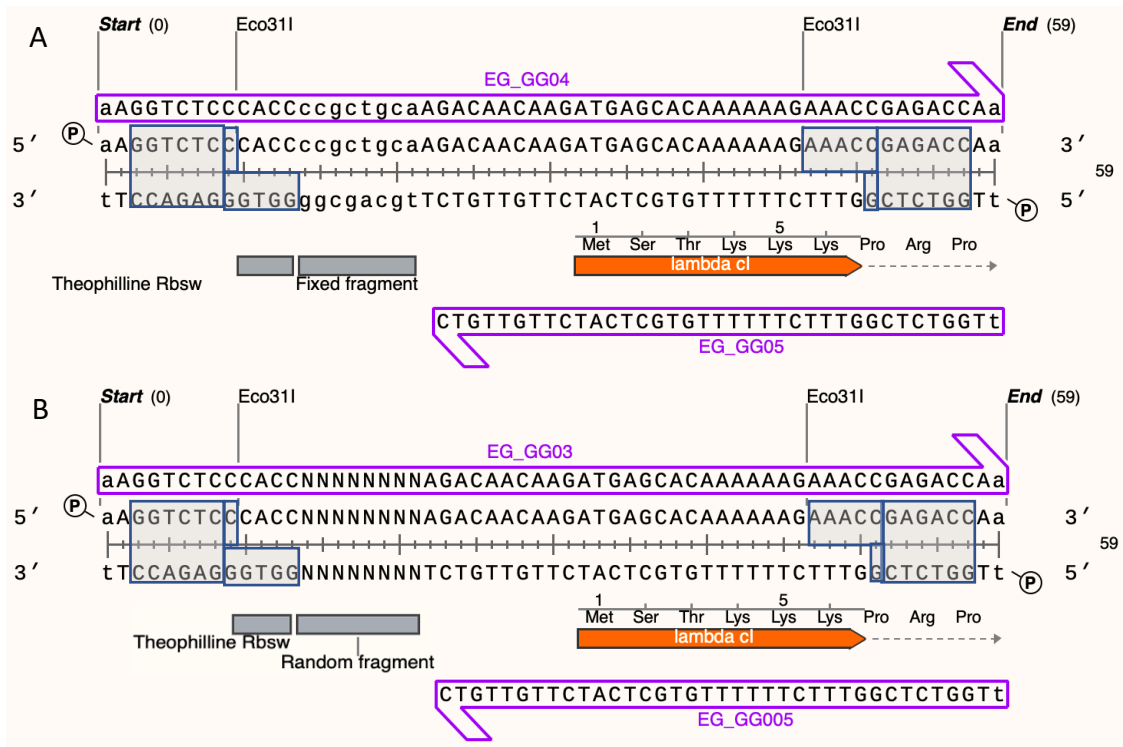 A
Start (0) Eco31I Eco31I End (59)
EG_GG04
aAGGTCTCCCACCccgctgcaAGACAACAAGATGAGCACAAAAAAGAAACCGAGACCAa
P P
5′ aAGGTCTCCCACCccgctgcaAGACAACAAGATGAGCACAAAAAAGAAACCGAGACCAa 3′
59
3′ tTCCAGAGGGTGGggcgacgtTCTGTTGTTCTACTCGTGTTTTTTCTTTGGCTCTGGTt 5′
1 5
Met Ser Thr Lys Lys Lys Pro Arg Pro
lambda cI
Theophilline Rbsw Fixed fragment
CTGTTGTTCTACTCGTGTTTTTTCTTTGGCTCTGGTt
EG_GG05
B
Start (0) Eco31I Eco31I End (59)
EG_GG03
aAGGTCTCCCACCNNNNNNNNAGACAACAAGATGAGCACAAAAAAGAAACCGAGACCAa
P P
5′ aAGGTCTCCCACCNNNNNNNNAGACAACAAGATGAGCACAAAAAAGAAACCGAGACCAa 3′
59
3′ tTCCAGAGGGTGGNNNNNNNNTCTGTTGTTCTACTCGTGTTTTTTCTTTGGCTCTGGTt 5′
1 5
Met Ser Thr Lys Lys Lys Pro Arg Pro
lambda cI
Theophilline Rbsw
Random fragment
CTGTTGTTCTACTCGTGTTTTTTCTTTGGCTCTGGTt
EG_GG005